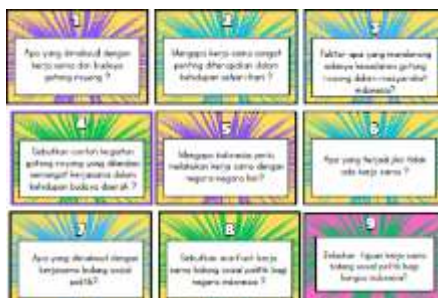 1
Apa yang dimaksud dengan
kerja sama dan budaya
gotong royong ?
2
Mengapa kerja sama sangat
penting diterapkan dalam
kehidupan sehari-hari ?
3
Faktor apa yang mendorong
adanya kesadaran gotong
royong dalam masyarakat
indonesia?
4
Sebutkan contoh kegiatan
gotong royong yang dilandasi
semangat kerjasama dalam
kehidupan budaya daerah ?
5
Mengapa Indonesia perlu
melakukan kerja sama dengan
negara-negara lain?
6
Apa yang terjadi jika tidak
ada kerja sama ?
7
Apa yang dimaksud dengan
kerjasama bidang sosial
politik?
8
Sebutkan manfaat kerja
sama bidang sosial politik bagi
negara indonesia ?
9
Jelaskan tujuan kerja sama
bidang sosial politik bagi
bangsa indonesia?